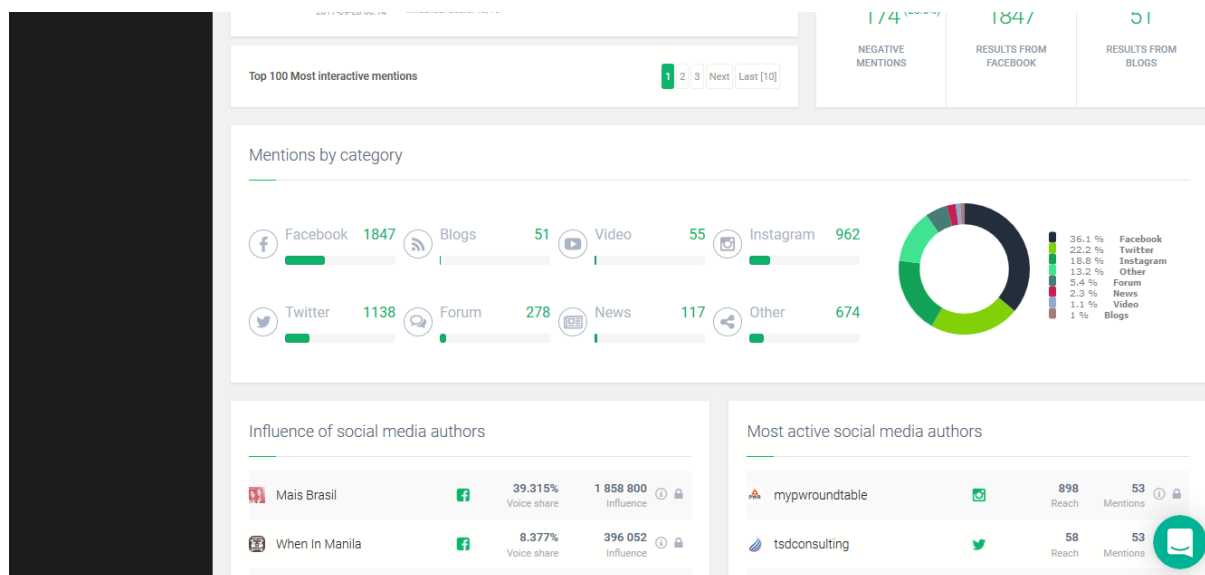 174
1847
51
NEGATIVE
MENTIONS
RESULTS FROM
FACEBOOK
RESULTS FROM
BLOGS
Top 100 Most interactive mentions
1 2 3 Next Last [10]
Mentions by category
Facebook 1847
Blogs 51
Video 55
Instagram 962
Twitter 1138
Forum 278
News 117
Other 674
36.1 % Facebook
22.2 % Twitter
18.8 % Instagram
13.2 % Other
5.4 % Forum
2.3 % News
1.1 % Video
1 % Blogs
Influence of social media authors
Mais Brasil
39.315%
Voice share
1 858 800
Influence
When In Manila
8.377%
Voice share
396 052
Influence
Most active social media authors
PWR
mypwroundtable
898
Reach
53
Mentions
tsdconsulting
58
Reach
53
Mentions